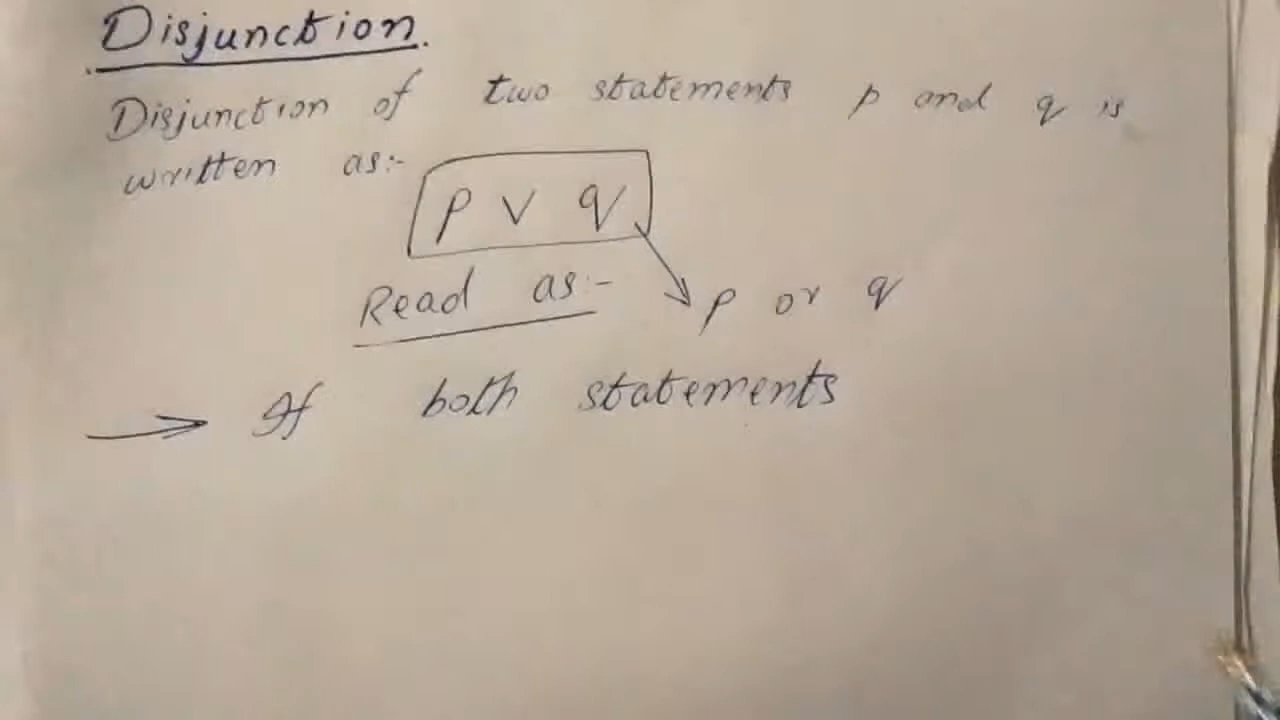 Disjunction.
Disjunction of two statements p and q is
written as:-
p ∨ q
Read as:- p or q
→ If both statements